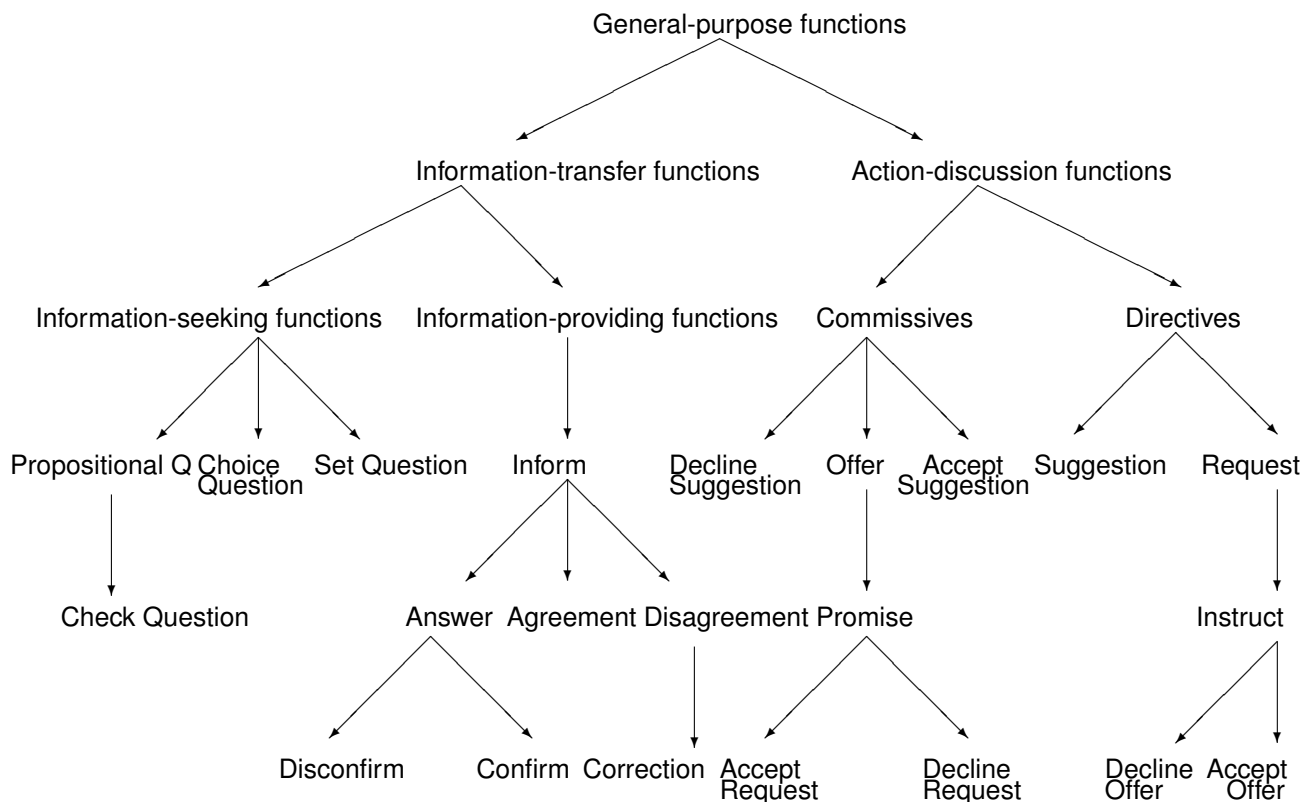 General-purpose functions
Information-transfer functions Action-discussion functions
Information-seeking functions Information-providing functions Commissives Directives
Propositional Q Choice Question Set Question Inform Decline Suggestion Offer Accept Suggestion Suggestion Request
Check Question Answer Agreement Disagreement Promise Instruct
Disconfirm Confirm Correction Accept Request Decline Request Decline Offer Accept Offer